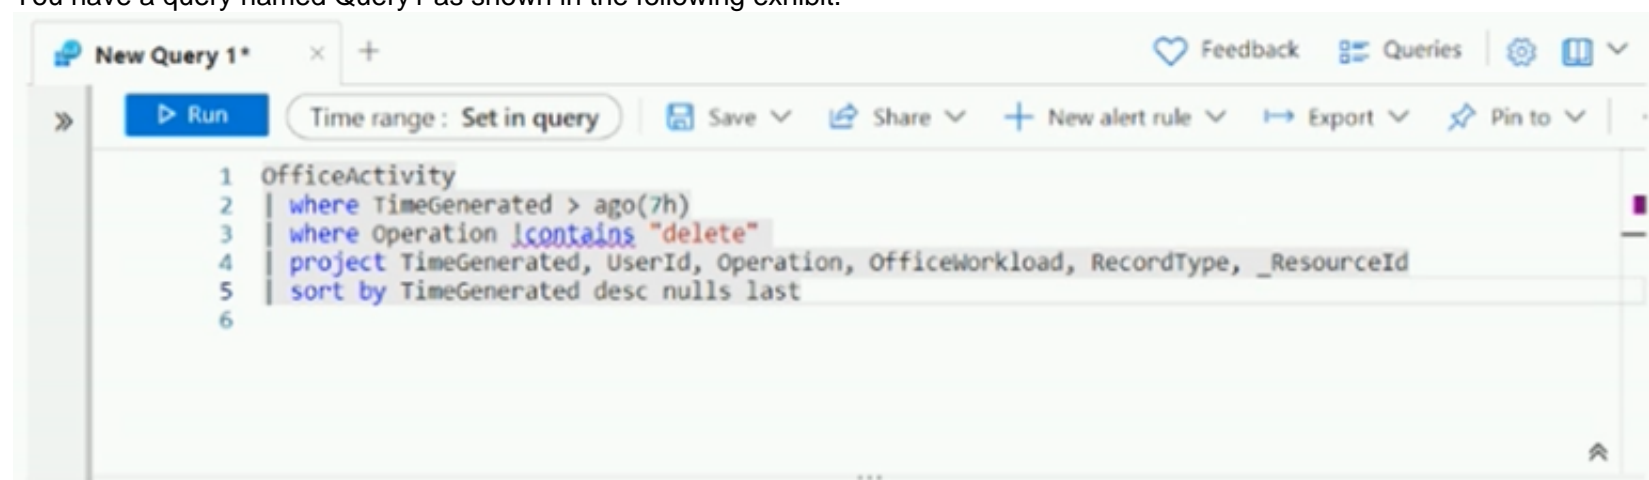 You have a query named Query1 as shown in the following exhibit.
New Query 1* × +
Feedback Queries
Run Time range : Set in query Save Share New alert rule Export Pin to
1 OfficeActivity
2 | where TimeGenerated > ago(7h)
3 | where Operation !contains "delete"
4 | project TimeGenerated, UserId, Operation, OfficeWorkload, RecordType, _ResourceId
5 | sort by TimeGenerated desc nulls last
6